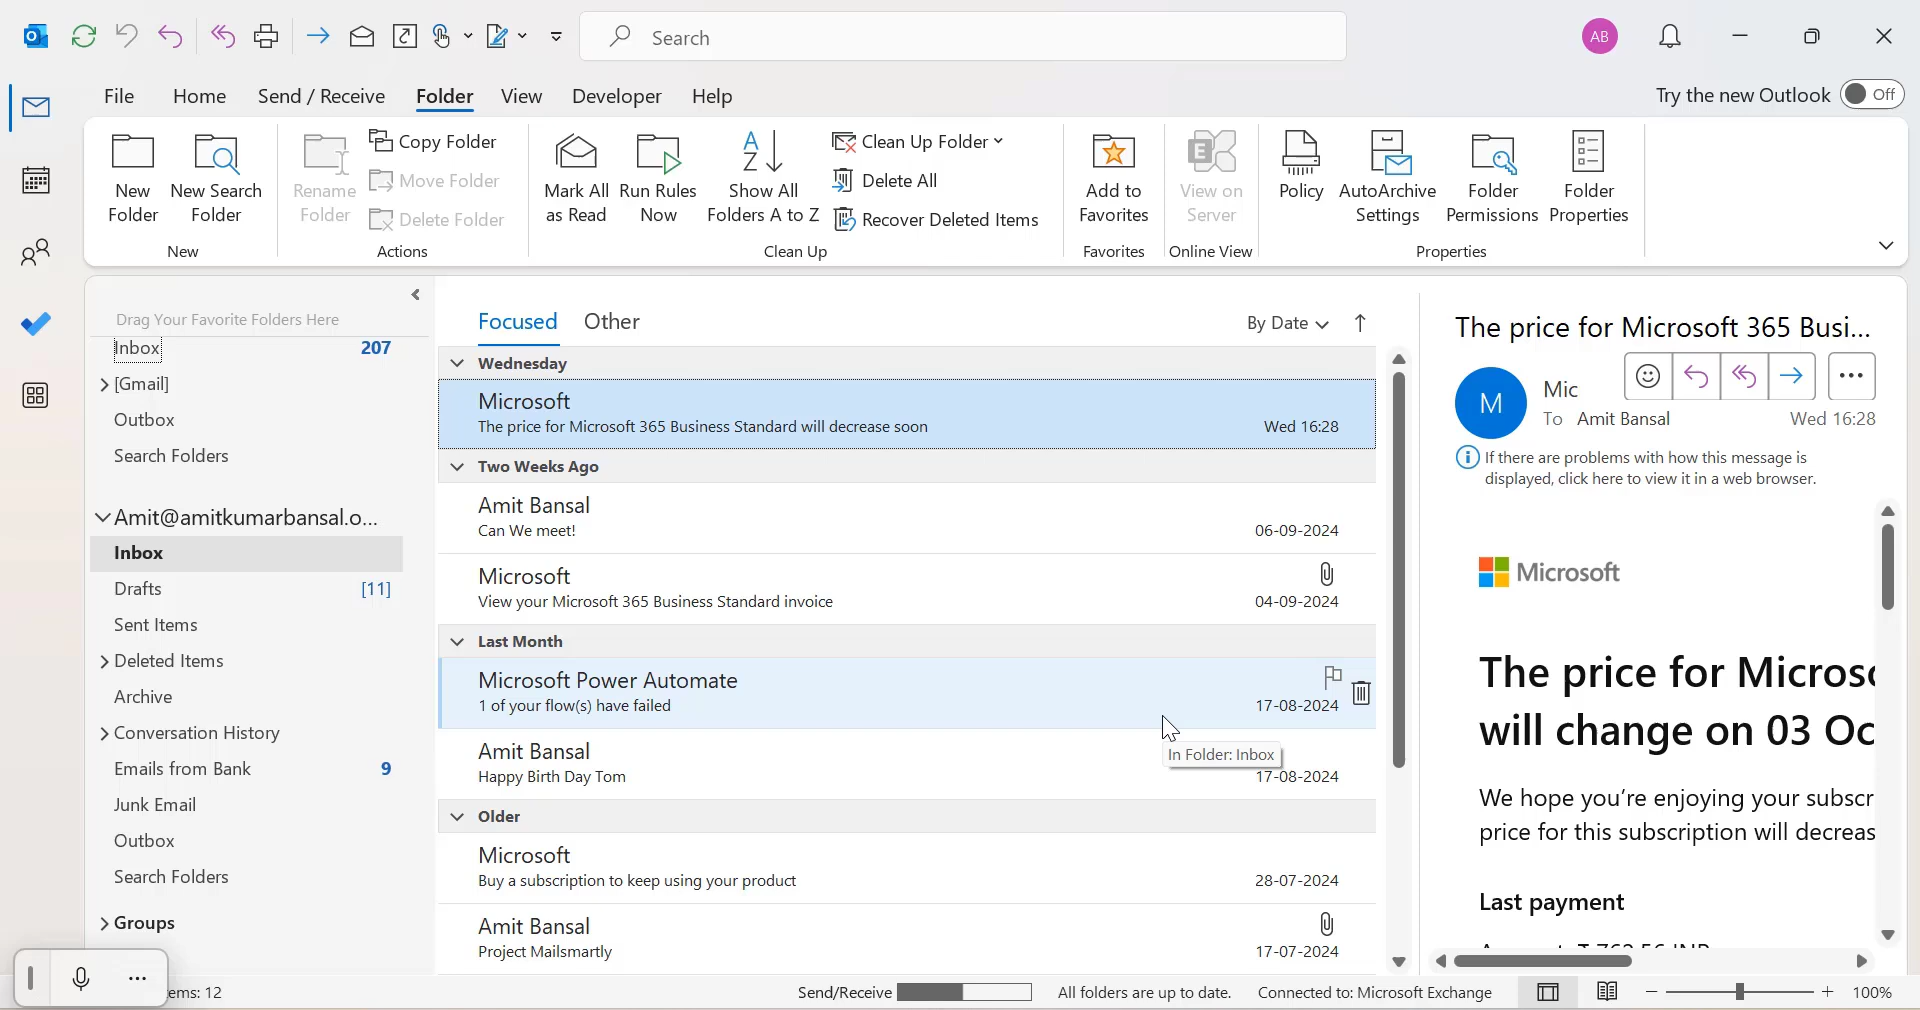 Search
AB
File Home Send / Receive Folder View Developer Help
Try the new Outlook Off
New Folder
New Search Folder
New
Rename Folder
Copy Folder
Move Folder
Delete Folder
Actions
Mark All as Read
Run Rules Now
A Z
Show All Folders A to Z
Clean Up Folder
Delete All
Recover Deleted Items
Clean Up
Add to Favorites
Favorites
View on Server
Online View
Policy
AutoArchive Settings
Folder Permissions
Folder Properties
Properties
Drag Your Favorite Folders Here
Inbox 207
[Gmail]
Outbox
Search Folders
Amit@amitkumarbansal.o...
Inbox
Drafts [11]
Sent Items
Deleted Items
Archive
Conversation History
Emails from Bank 9
Junk Email
Outbox
Search Folders
Groups
Focused Other
By Date
Wednesday
Microsoft
The price for Microsoft 365 Business Standard will decrease soon Wed 16:28
Two Weeks Ago
Amit Bansal
Can We meet! 06-09-2024
Microsoft
View your Microsoft 365 Business Standard invoice 04-09-2024
Last Month
Microsoft Power Automate
1 of your flow(s) have failed 17-08-2024
In Folder: Inbox
Amit Bansal
Happy Birth Day Tom 17-08-2024
Older
Microsoft
Buy a subscription to keep using your product 28-07-2024
Amit Bansal
Project Mailsmartly 17-07-2024
The price for Microsoft 365 Busi...
M
Mic
To Amit Bansal Wed 16:28
If there are problems with how this message is
displayed, click here to view it in a web browser.
Microsoft
The price for Microso
will change on 03 Oc
We hope you're enjoying your subscr
price for this subscription will decreas
Last payment
ems: 12
Send/Receive
All folders are up to date.
Connected to: Microsoft Exchange
100%